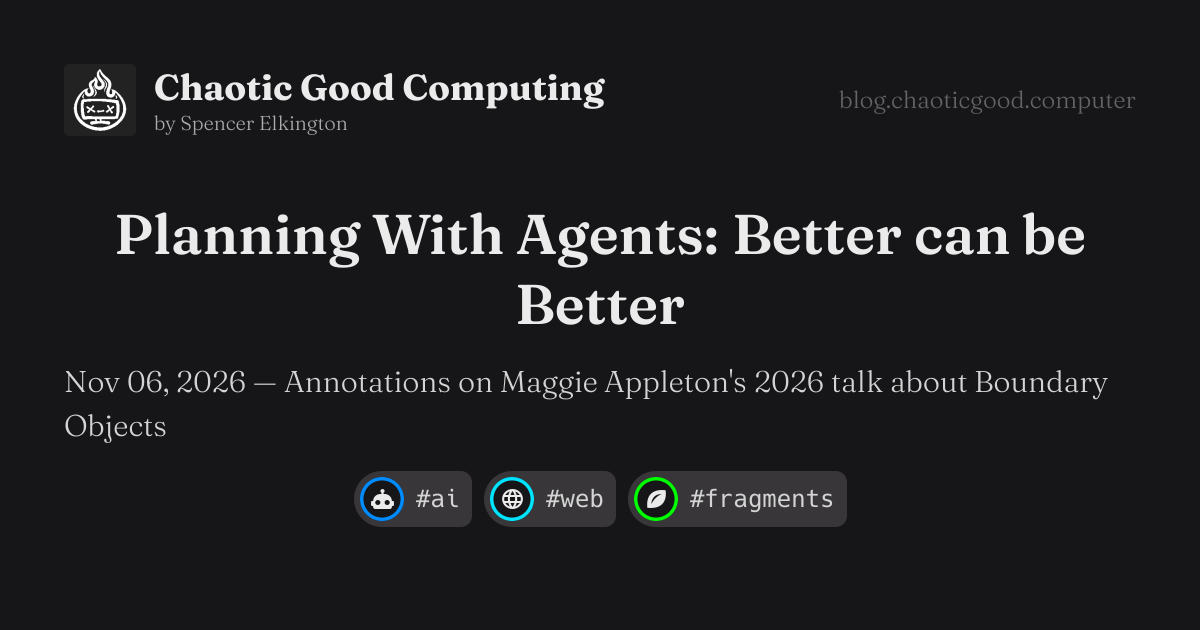 Chaotic Good Computing
by Spencer Elkington
blog.chaoticgood.computer
Planning With Agents: Better can be
Better
Nov 06, 2026 — Annotations on Maggie Appleton's 2026 talk about Boundary
Objects
#ai #web #fragments